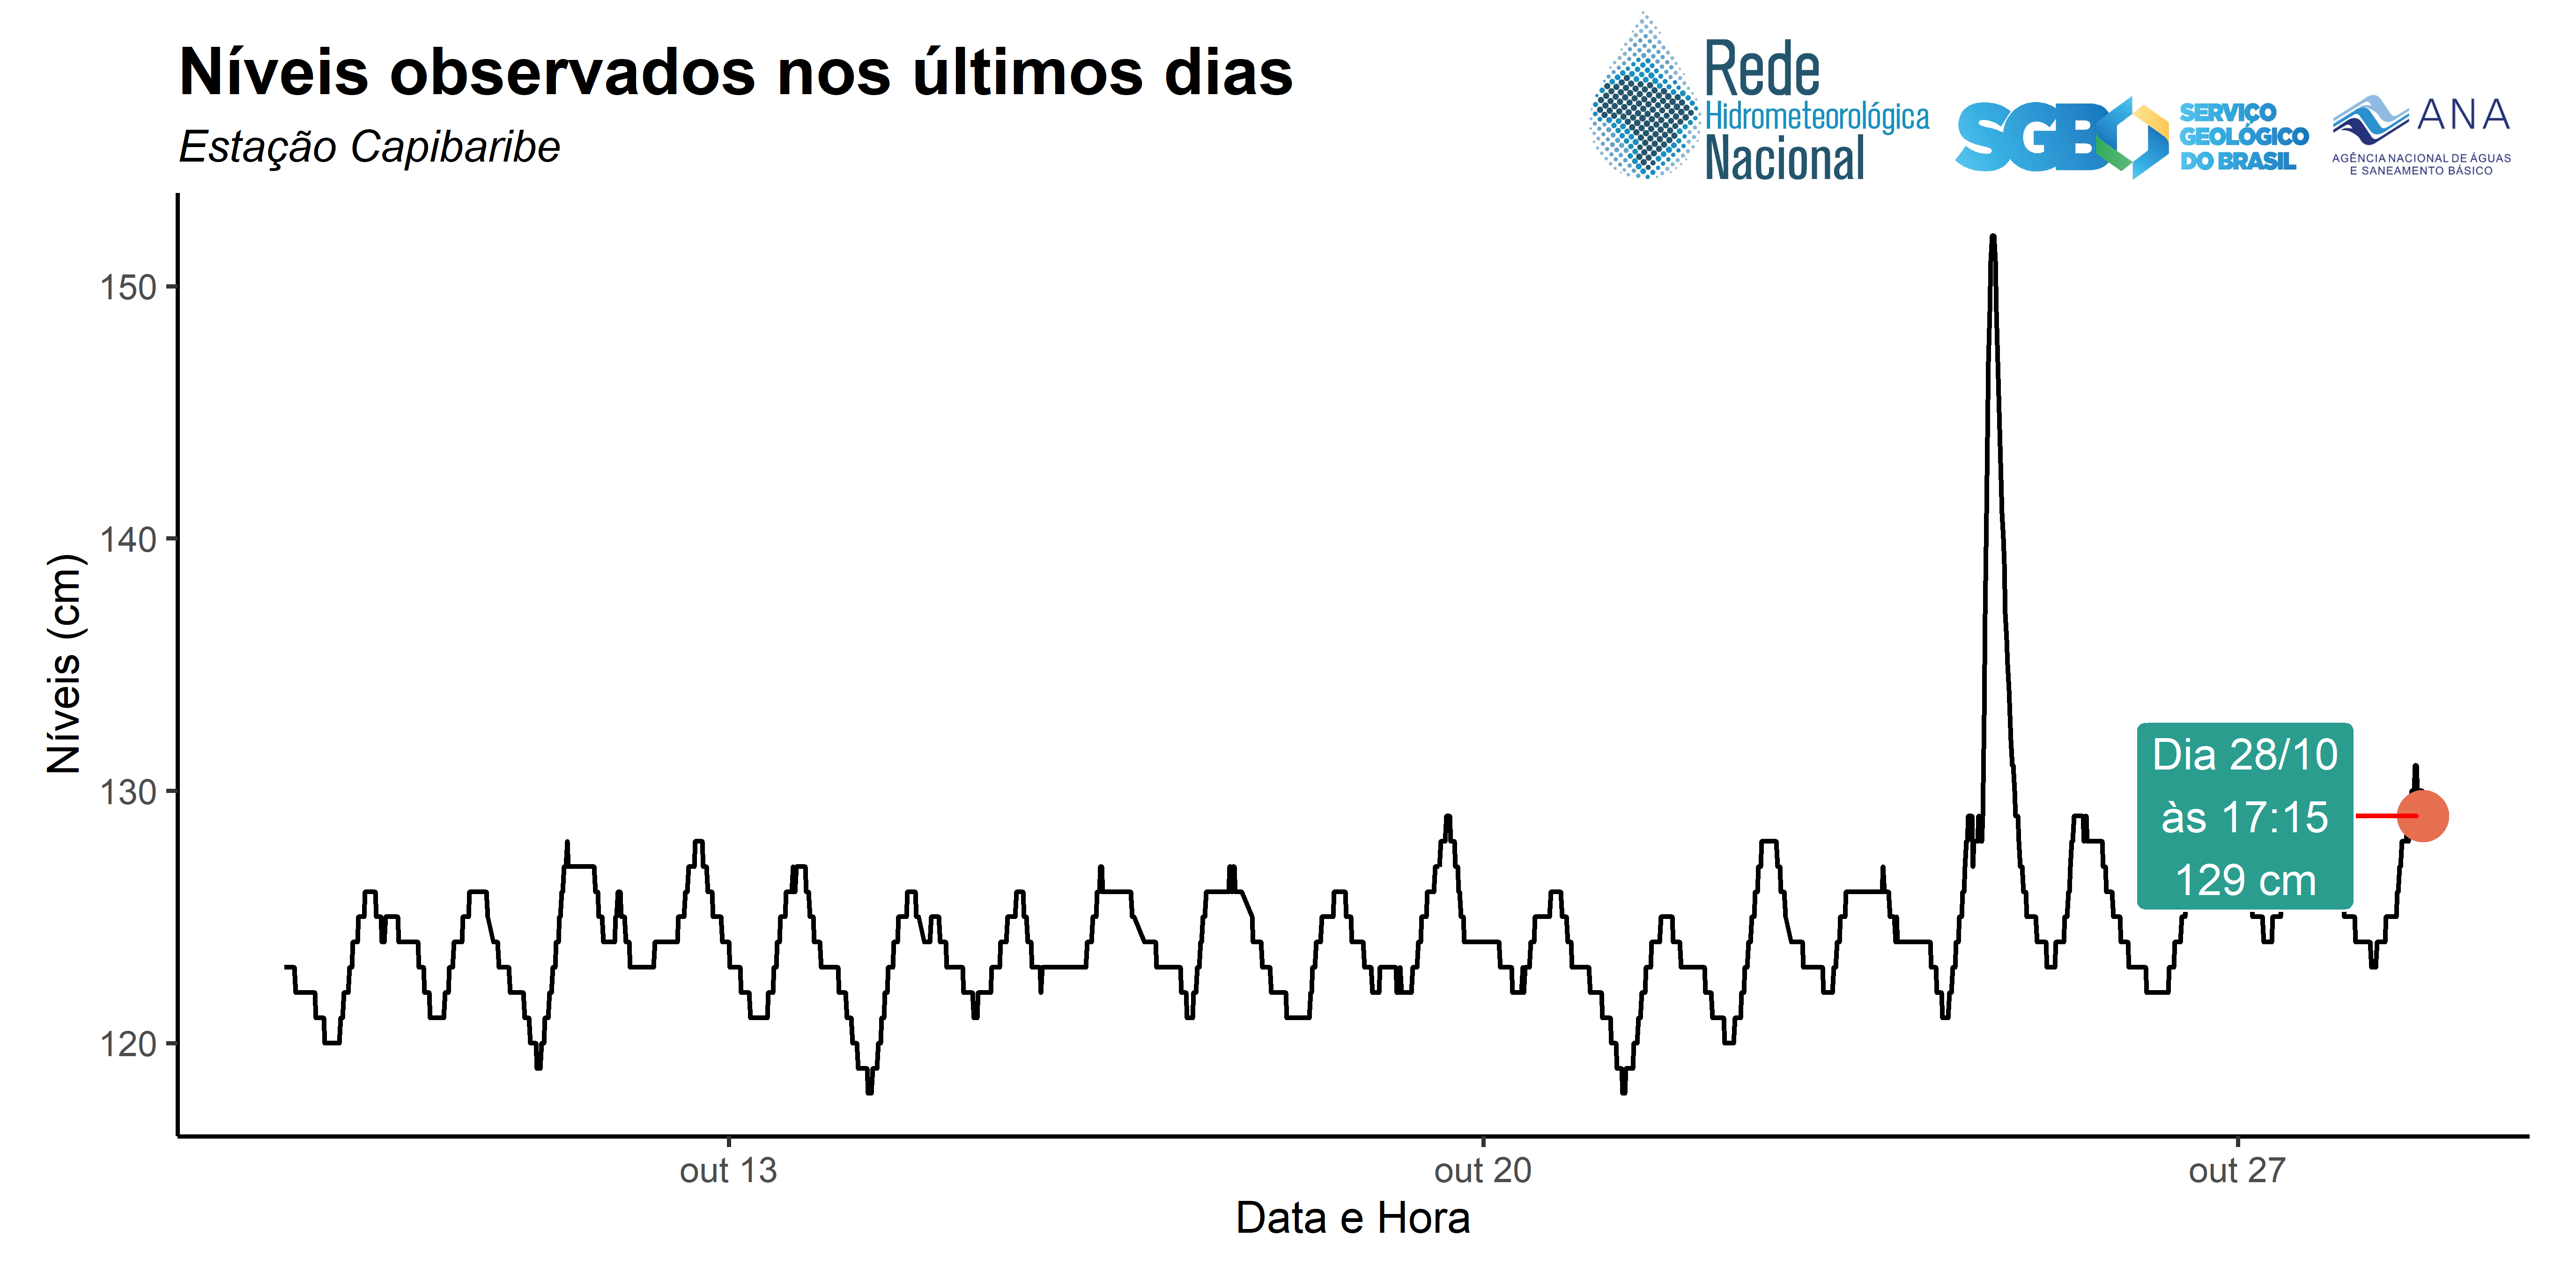 Níveis observados nos últimos dias
Estação Capibaribe
Rede
Hidrometeorológica
Nacional
SGB
SERVIÇO
GEOLÓGICO
DO BRASIL
ANA
AGÊNCIA NACIONAL DE ÁGUAS
E SANEAMENTO BÁSICO
Níveis (cm)
150
140
130
120
Dia 28/10
às 17:15
129 cm
out 13
out 20
out 27
Data e Hora